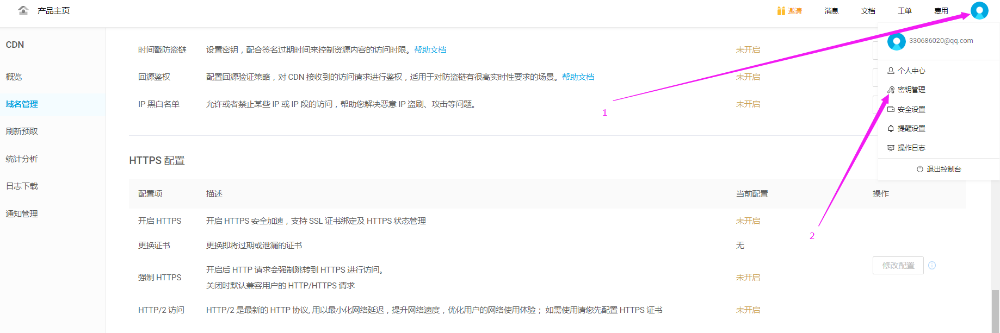 产品主页
邀请
消息
文档
工单
费用
330686020@qq.com
个人中心
密钥管理
安全设置
提醒设置
操作日志
退出控制台
CDN
概览
域名管理
刷新预取
统计分析
日志下载
通知管理
时间戳防盗链 设置密钥，配合签名过期时间来控制资源内容的访问时限。帮助文档 未开启
回源鉴权 配置回源验证策略，对 CDN 接收到的访问请求进行鉴权，适用于对防盗链有很高实时性要求的场景。帮助文档 未开启
IP 黑白名单 允许或者禁止某些 IP 或 IP 段的访问，帮助您解决恶意 IP 盗刷、攻击等问题。 未开启
1
2
HTTPS 配置
配置项 描述 当前配置 操作
开启 HTTPS 开启 HTTPS 安全加速，支持 SSL 证书绑定及 HTTPS 状态管理 未开启
更换证书 更换即将过期或泄漏的证书 无
强制 HTTPS 开启后 HTTP 请求会强制跳转到 HTTPS 进行访问。
关闭时默认兼容用户的 HTTP/HTTPS 请求 未开启
修改配置
HTTP/2 访问 HTTP/2 是最新的 HTTP 协议, 用以最小化网络延迟，提升网络速度，优化用户的网络使用体验； 如需使用请您先配置 HTTPS 证书 未开启